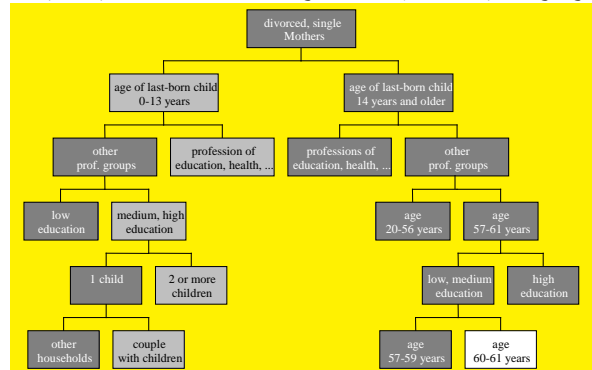 divorced, single
Mothers
age of last-born child
0-13 years
age of last-born child
14 years and older
other
prof. groups
profession of
education, health, ...
professions of
education, health, ...
other
prof. groups
low
education
medium, high
education
age
20-56 years
age
57-61 years
1 child
2 or more
children
low, medium
education
high
education
other
households
couple
with children
age
57-59 years
age
60-61 years